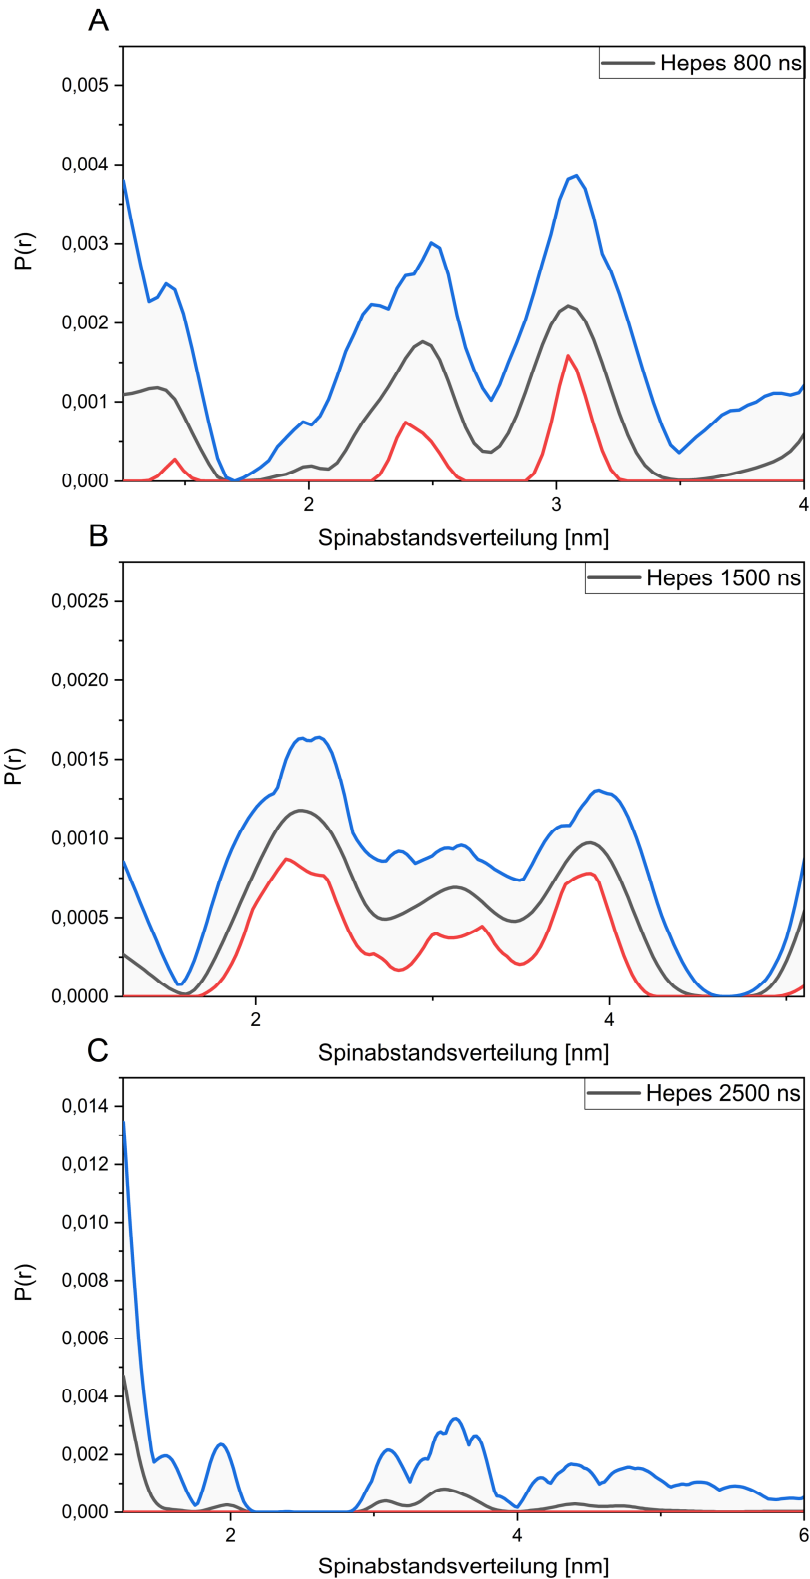 A
Hepes 800 ns
0,005
0,004
0,003
0,002
0,001
0,000
P(r)
2
3
4
Spinabstandsverteilung [nm]
B
Hepes 1500 ns
0,0025
0,0020
0,0015
0,0010
0,0005
0,0000
P(r)
2
4
Spinabstandsverteilung [nm]
C
Hepes 2500 ns
0,014
0,012
0,010
0,008
0,006
0,004
0,002
0,000
P(r)
2
4
6
Spinabstandsverteilung [nm]